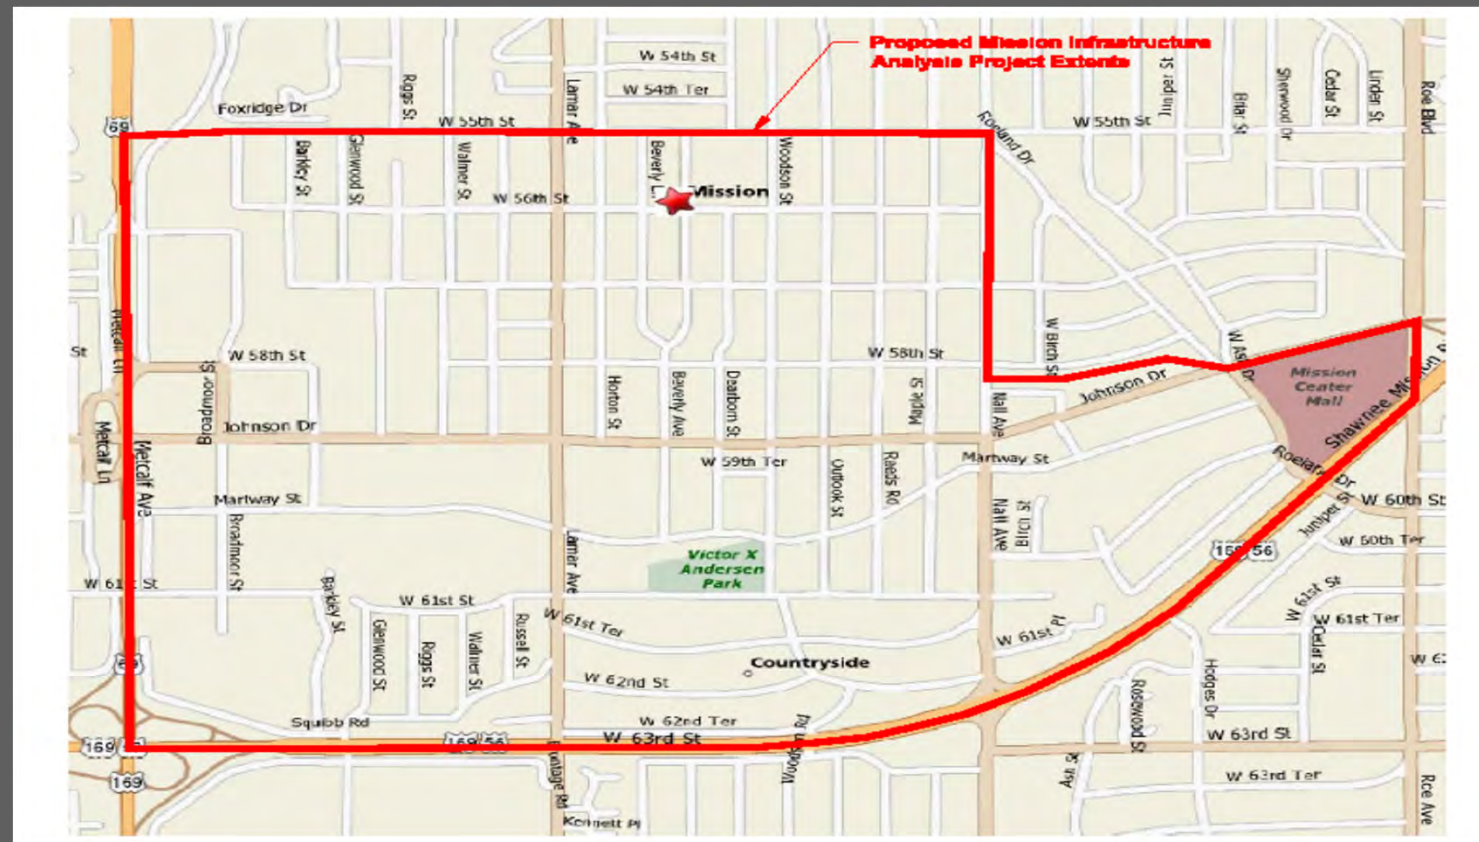 Proposed Mission Infrastructure
Analysis Project Extents
W 54th St
W 54th Ter
Foxridge Dr
Riggs St
W 55th St
Lamar Ave
Roeland Dr
W 55th St
Juniper St
Briar St
Sherwood Dr
Cedar St
Linden St
Roe Blvd
69
Barkley St
Glenwood St
Walmer St
W 56th St
Beverly
Mission
Woodson St
Metcalf Ln
St
W 58th St
W 58th St
W Birch St
Mission
Center
Mall
Broadmoor St
Johnson Dr
Horton St
Beverly Ave
Dearborn St
Maple St
Nall Ave
Johnson Dr
Shawnee
Metcalf Ln
Metcalf Ave
W 59th Ter
Outlook St
Reeds Rd
Martway St
Roeland Dr
Martway St
Broadmoor St
Lamar Ave
Nall Ave
Birch St
Juniper St
W 60th St
W 60th Ter
56
Victor X
Andersen
Park
W 61st St
Barkley St
W 61st St
W 61st Ter
W 61st Pl
W 61st St
W 61st Ter
Glenwood St
Riggs St
Walmer St
Russell St
Cedar St
69
Countryside
W 62nd St
Hodges Dr
Rosewood St
Squibb Rd
W 62nd Ter
W 63rd St
Woodson Rd
W 63rd St
169
169 56
169
Frontage Rd
Ash St
W 63rd Ter
Roe Ave
Kennett Pl